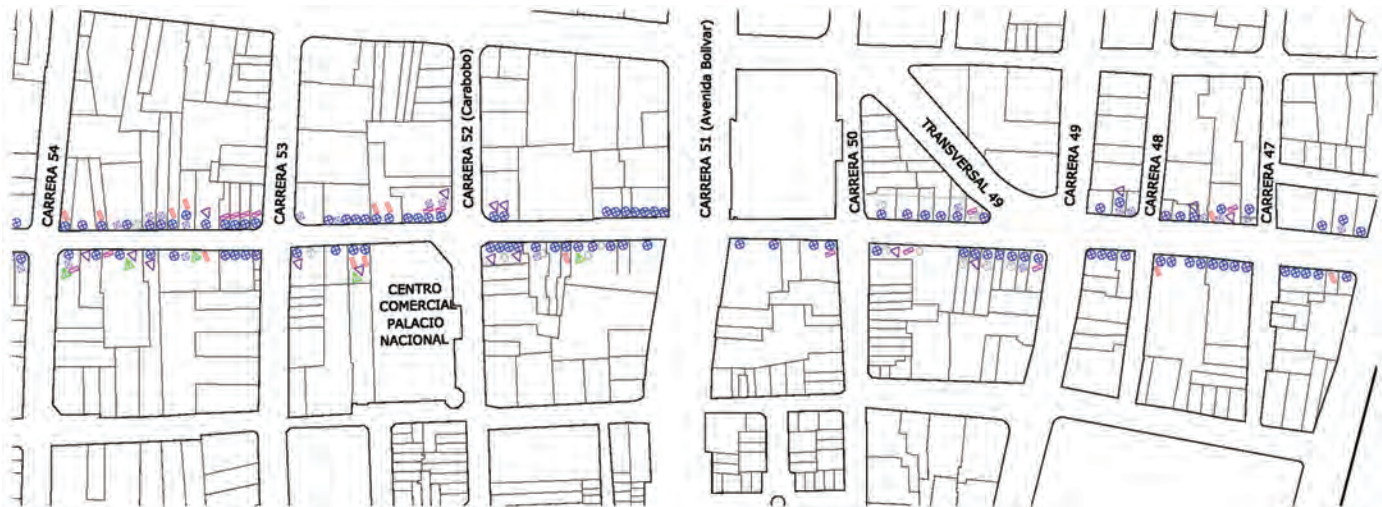 CARRERA 54
CARRERA 53
CARRERA 52 (Carabobo)
CARRERA 51 (Avenida Bolivar)
CARRERA 50
TRANSVERSAL 49
CARRERA 49
CARRERA 48
CARRERA 47
CENTRO
COMERCIAL
PALACIO
NACIONAL